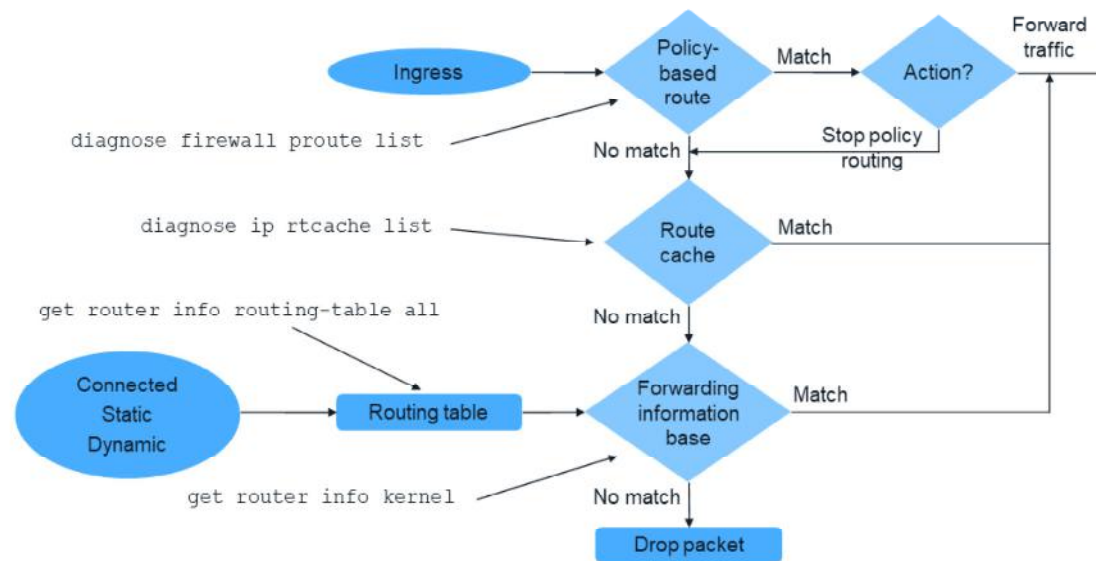 Forward
traffic
Policy-
based
route
Match
Action?
Ingress
diagnose firewall proute list
No match
Stop policy
routing
diagnose ip rtcache list
Route
cache
Match
get router info routing-table all
No match
Connected
Static
Dynamic
Routing table
Forwarding
information
base
Match
get router info kernel
No match
Drop packet